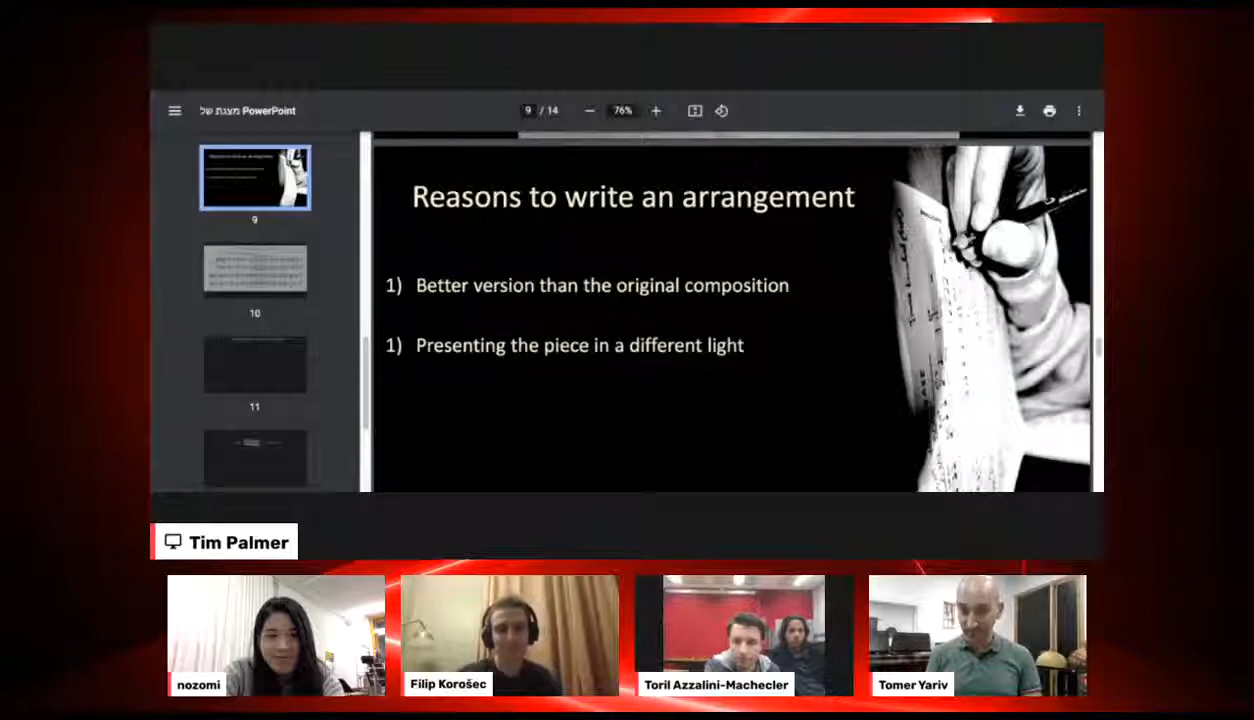 מצגת של PowerPoint
9 / 14
76%
9
10
11
Reasons to write an arrangement
1) Better version than the original composition
1) Presenting the piece in a different light
Tim Palmer
nozomi
Filip Korošec
Toril Azzalini-Machecler
Tomer Yariv